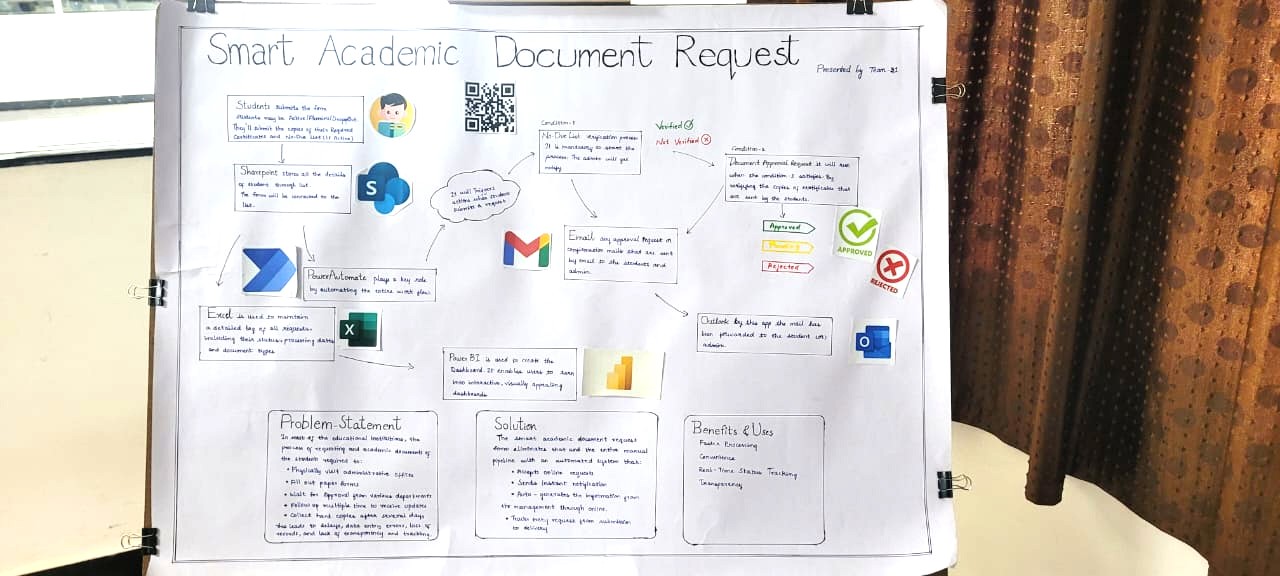 Smart Academic Document Request
Presented by Team-21
Students submits the form
students may be Active/Alumni/Dropout
They'll submit the copies of their Required
Certificates and No-Due List (if Active)
Sharepoint stores all the details
of student through list.
The form will be connected to the
list.
S
PowerAutomate plays a key role
by automating the entire work flow.
Excel is used to maintain
a detailed log of all requests.
including their status, processing dates
and document types
X
It will triggers
actions when students
submits a request
Condition-1
No-Due List verification process
It is mandatory to start the
process. The admin will get
notify
Verified
Not Verified
Condition-2
Document Approval Request it will run
when the condition-1 satisfies. By
verifying the copies of certificates that
are sent by the students.
Approved
Pending
Rejected
APPROVED
REJECTED
Email any approval request or
confirmation mails that are sent
by email to the students and
admin.
Outlook by this app the mail has
been forwarded to the student (or)
admin.
O
Power BI is used to create the
Dashboard. It enables users to turn
into interactive, visually appealing
dashboards
Problem-Statement
In most of the educational institutions, the
process of requesting and academic documents of
the students required to:
• Physically visit administrative offices
• Fill out paper forms
• Wait for Approval from various departments
• Follow up multiple time to receive updates
• Collect hard copies after several days
This leads to delays, data entry errors, loss of
records, and lack of transparency and tracking.
Solution
The smart academic document request
form eliminates that and the entire manual
pipeline with an automated system that:
• Accepts online requests
• Sends Instant notification
• Auto-generates the information from
the management through online.
• Tracks every request from submission
to delivery
Benefits & Uses
Faster Processing
Convenience
Real-Time Status Tracking
Transparency